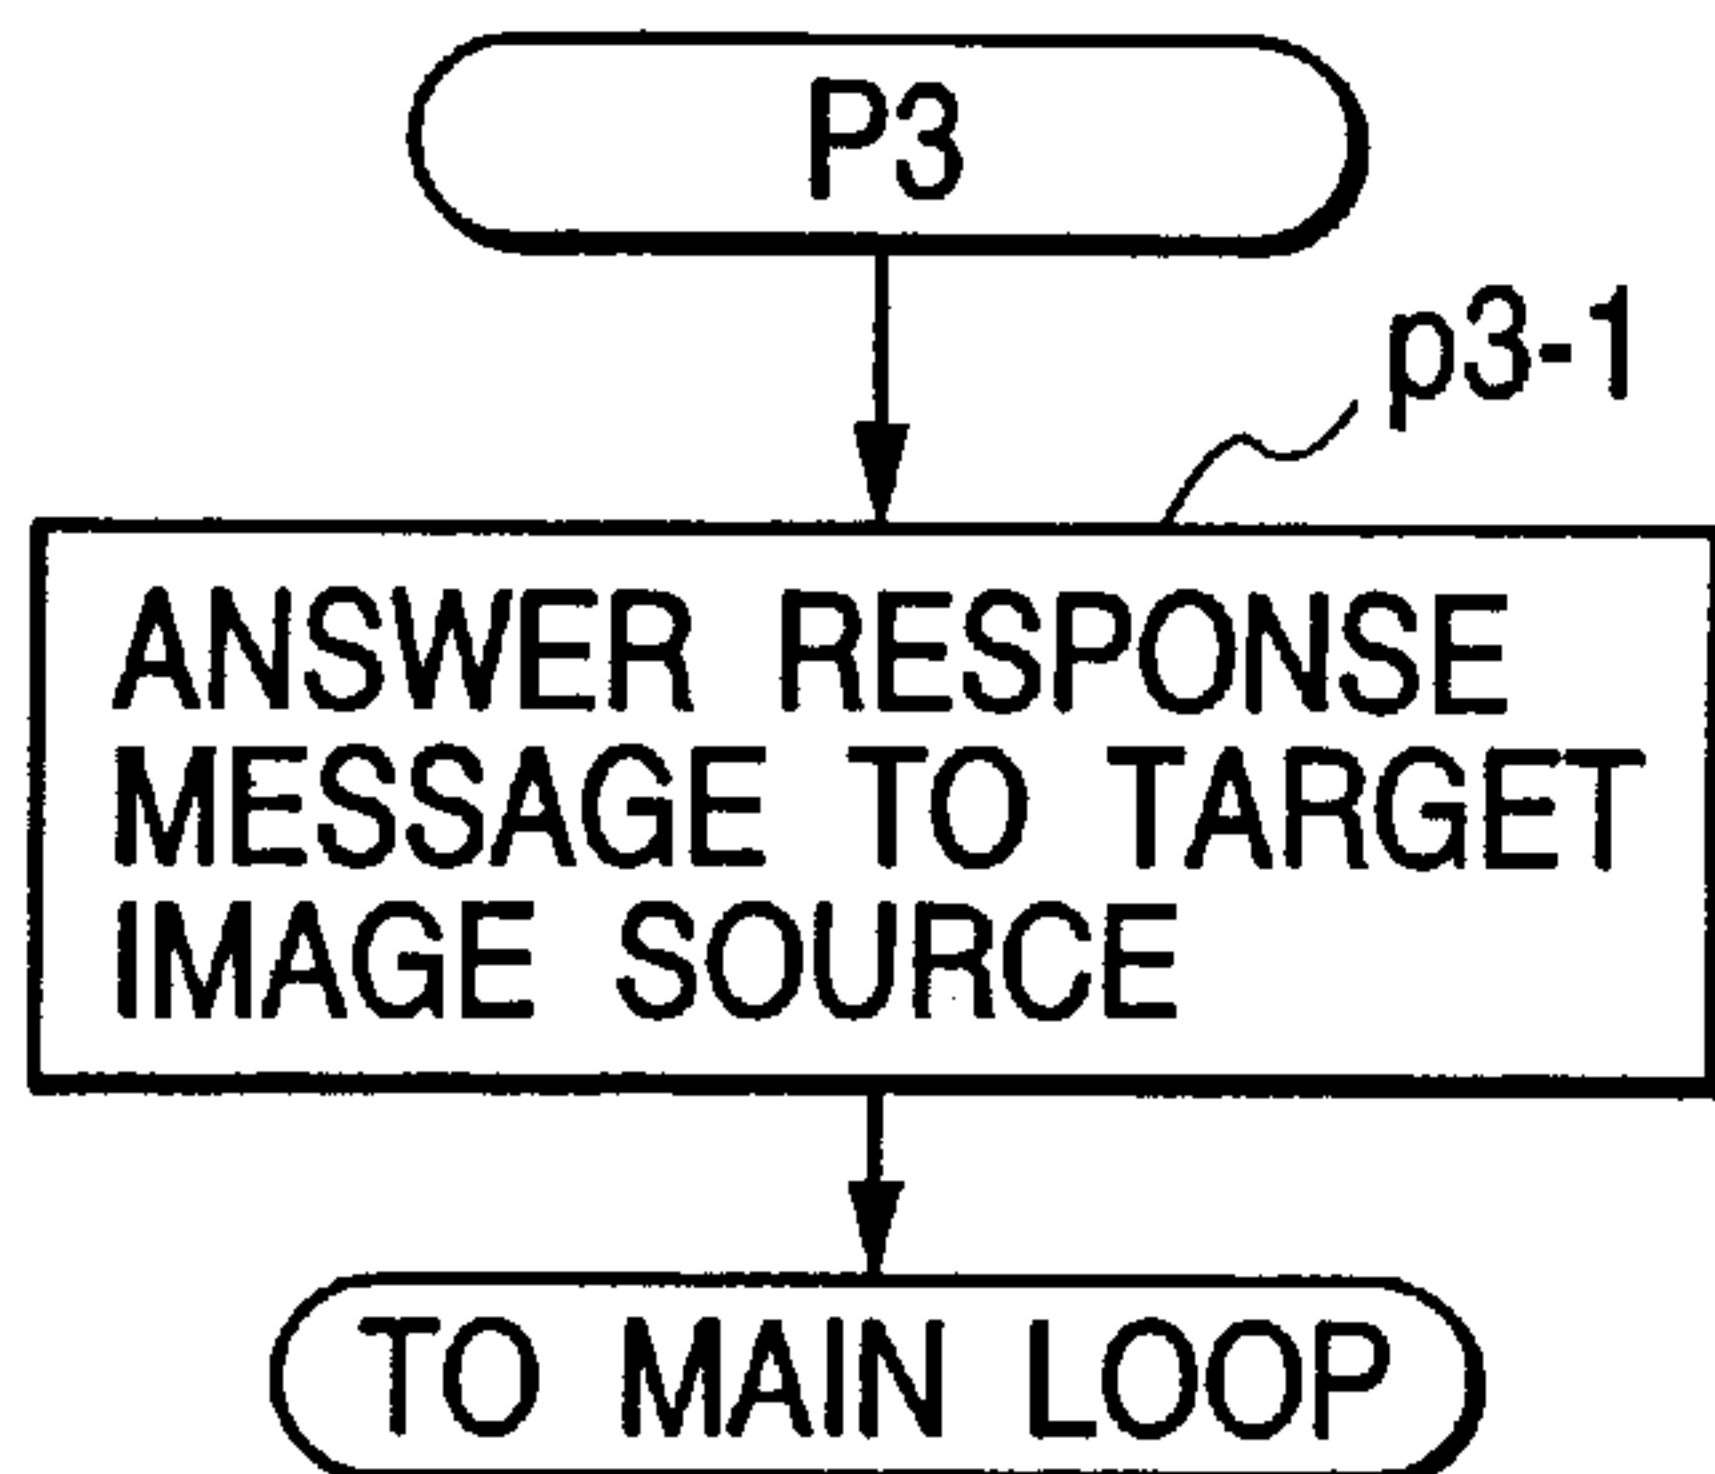 P3
p3-1
ANSWER RESPONSE
MESSAGE TO TARGET
IMAGE SOURCE
TO MAIN LOOP